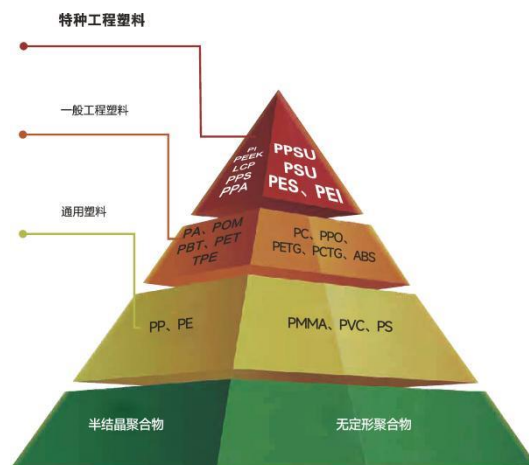 特种工程塑料
一般工程塑料
通用塑料
PI
PEEK
LCP
PPS
PPA
PPSU
PSU
PES、PEI
PA、POM
PBT、PET
TPE
PC、PPO、
PETG、PCTG、ABS
PP、PE
PMMA、PVC、PS
半结晶聚合物
无定形聚合物